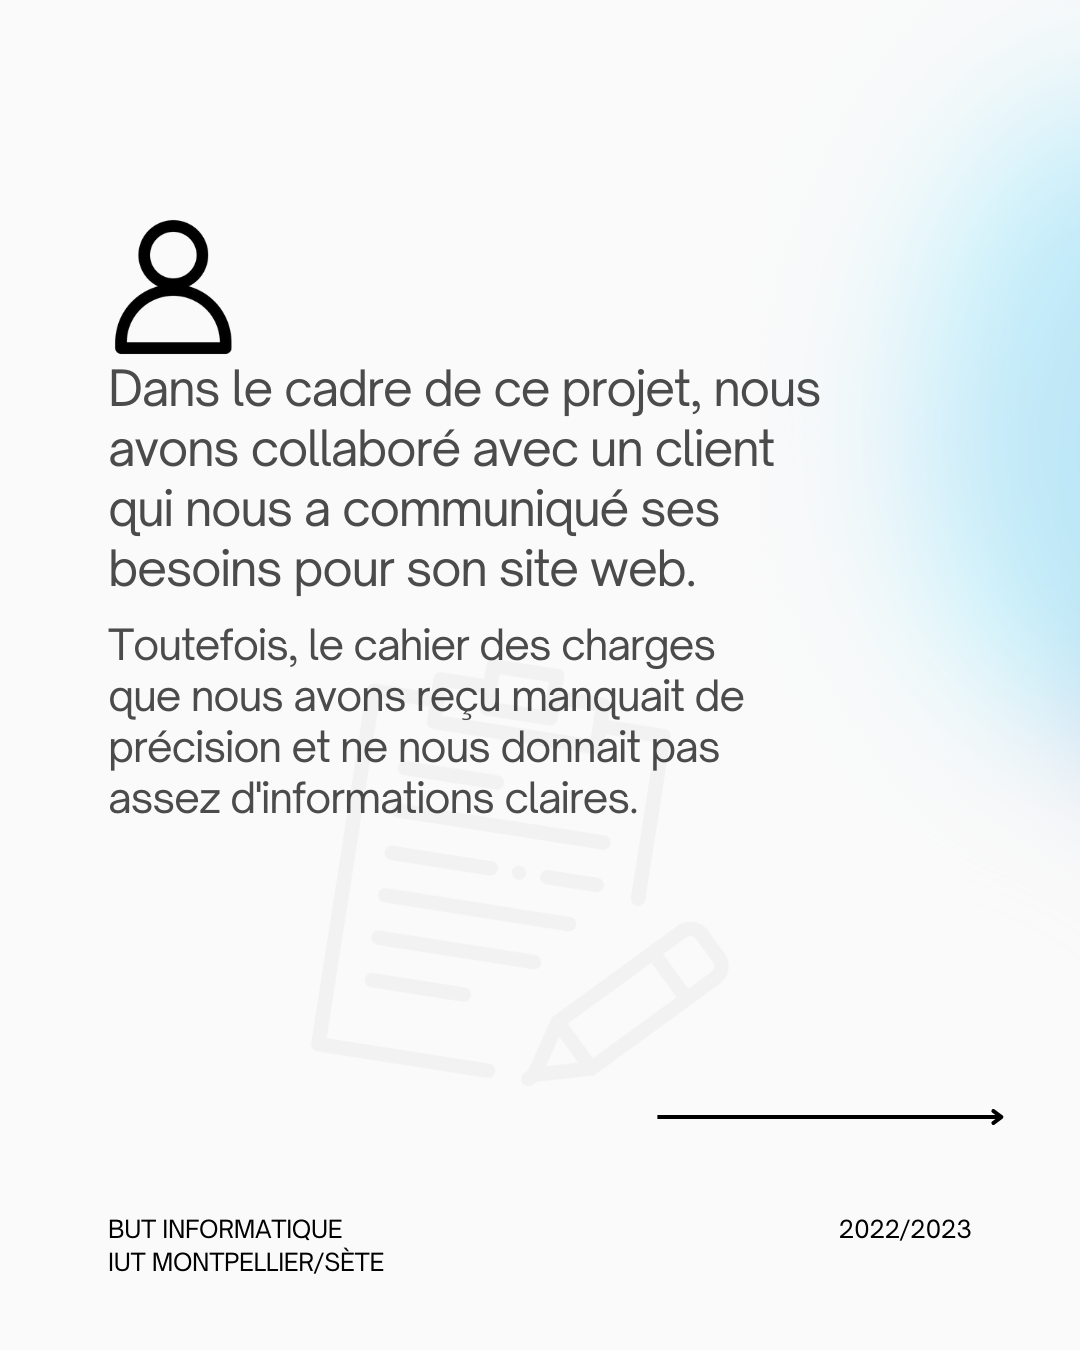 Dans le cadre de ce projet, nous
avons collaboré avec un client
qui nous a communiqué ses
besoins pour son site web.
Toutefois, le cahier des charges
que nous avons reçu manquait de
précision et ne nous donnait pas
assez d'informations claires.
BUT INFORMATIQUE
IUT MONTPELLIER/SÈTE
2022/2023